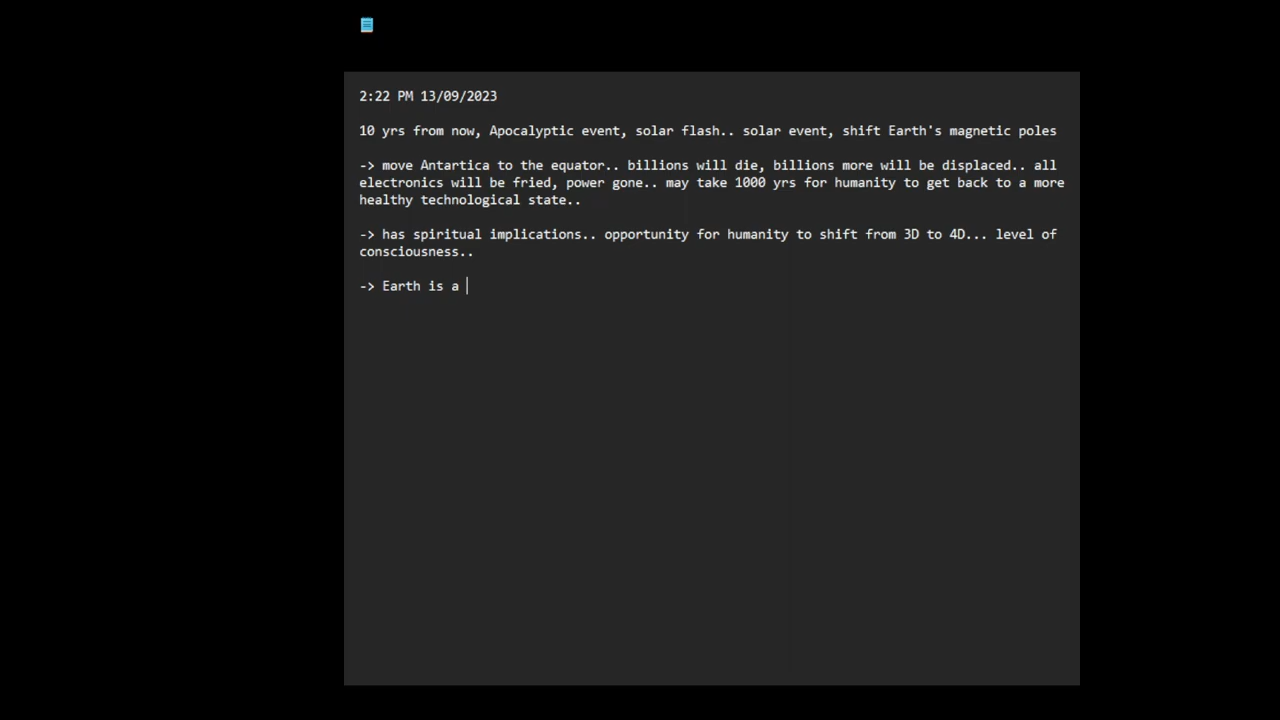 2:22 PM 13/09/2023
10 yrs from now, Apocalyptic event, solar flash.. solar event, shift Earth's magnetic poles
-> move Antartica to the equator.. billions will die, billions more will be displaced.. all
electronics will be fried, power gone.. may take 1000 yrs for humanity to get back to a more
healthy technological state..
-> has spiritual implications.. opportunity for humanity to shift from 3D to 4D... level of
consciousness..
-> Earth is a